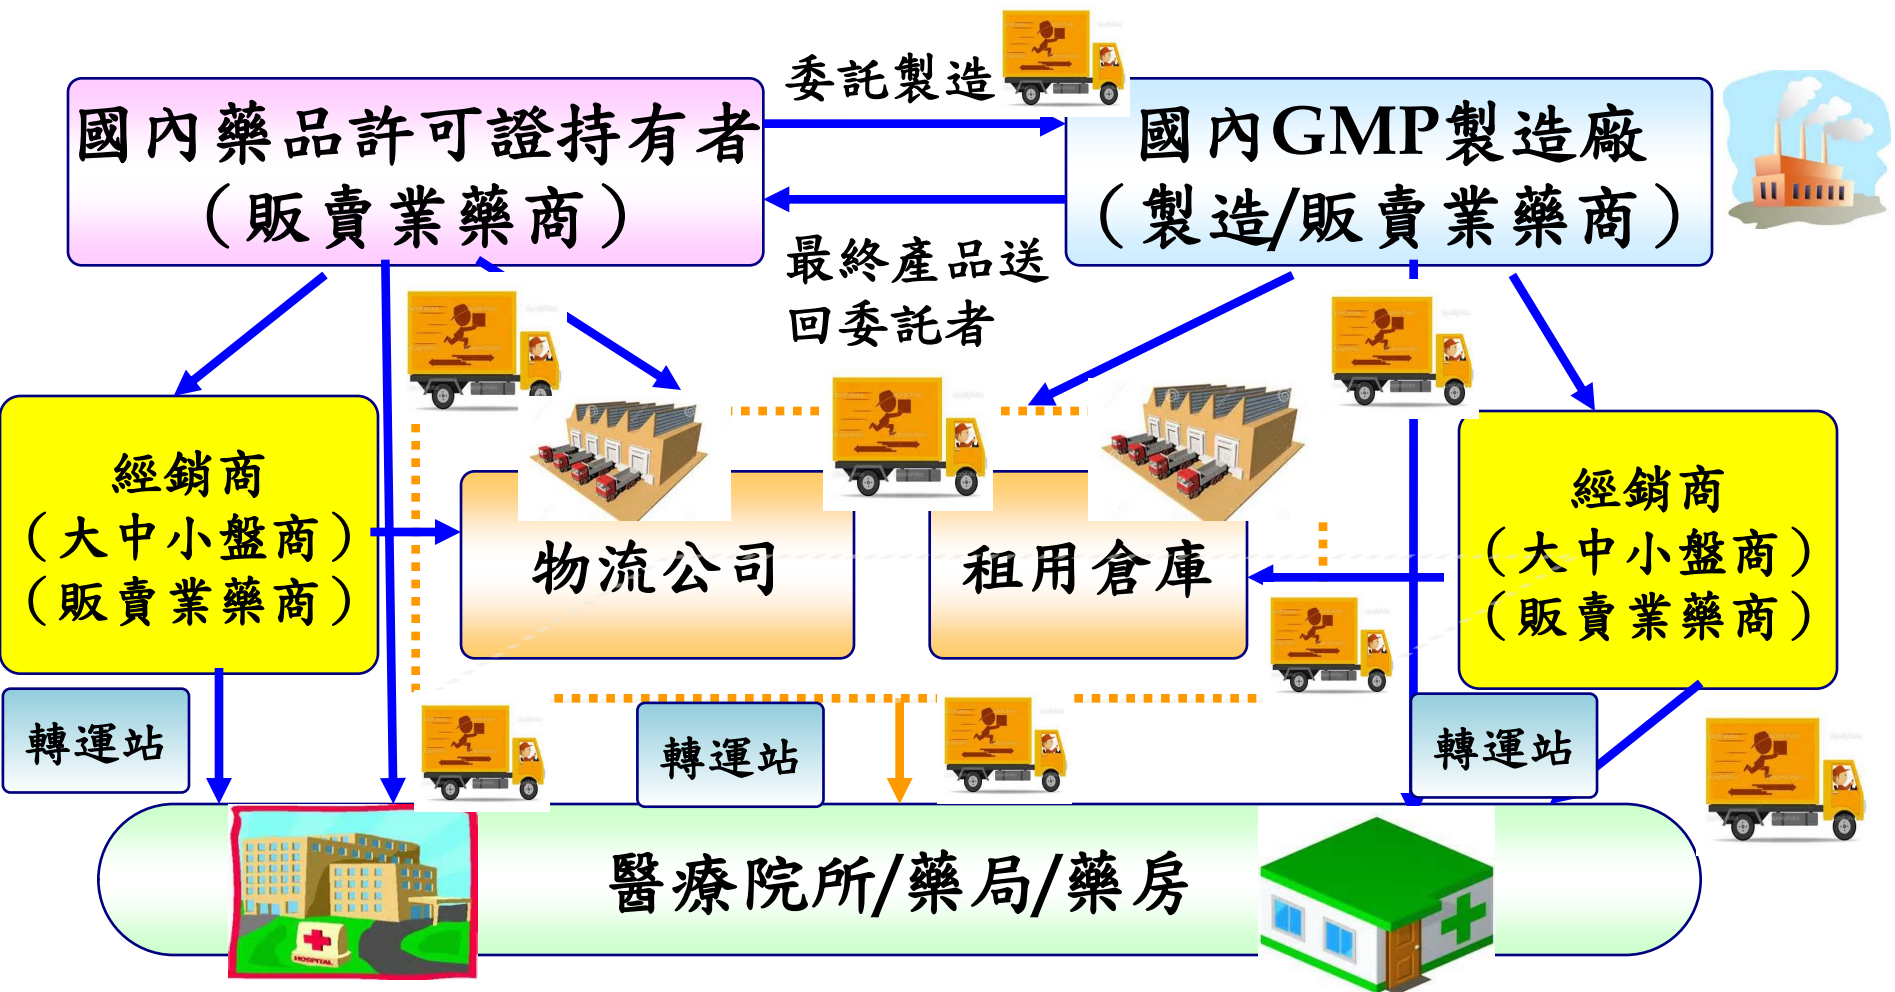 委託製造
國內藥品許可證持有者
（販賣業藥商）
國內GMP製造廠
（製造/販賣業藥商）
最終產品送
回委託者
經銷商
（大中小盤商）
（販賣業藥商）
物流公司
租用倉庫
經銷商
（大中小盤商）
（販賣業藥商）
轉運站
轉運站
轉運站
醫療院所/藥局/藥房
HOSPITAL